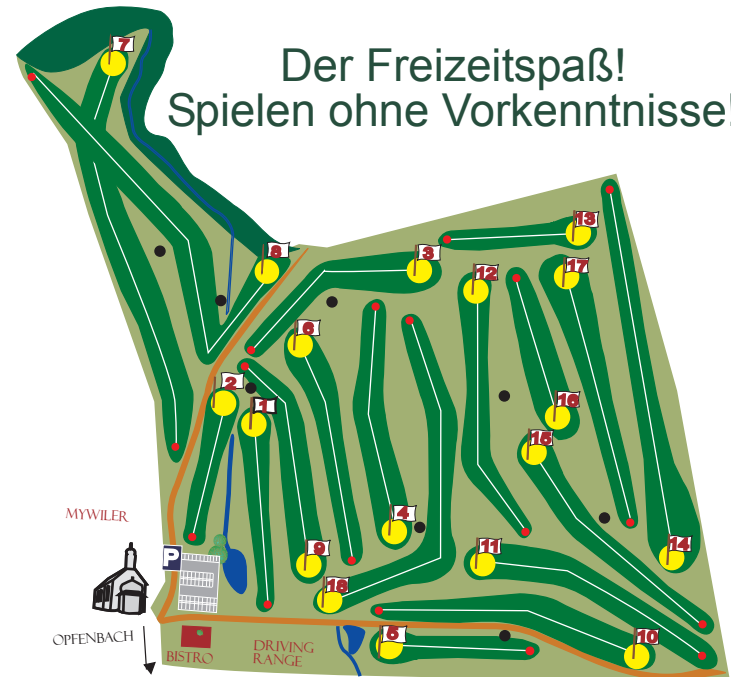 Der Freizeitspaß!
Spielen ohne Vorkenntnisse!
7
13
8
3
12
17
6
2
1
16
15
4
14
11
9
18
5
10
P
MYWILER
OPFENBACH
BISTRO
DRIVING
RANGE